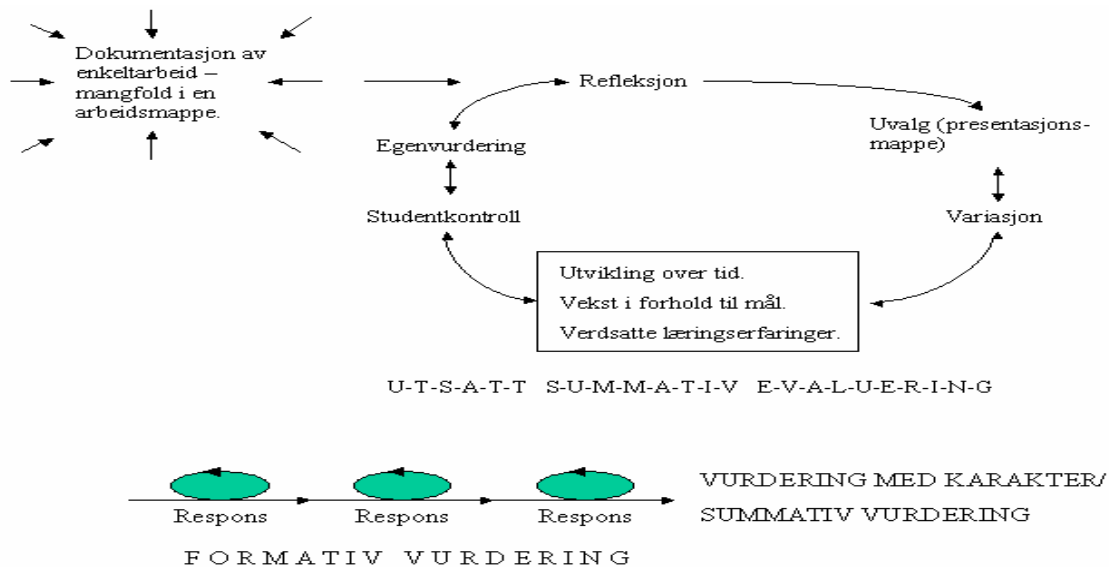 Dokumentasjon av
enkeltarbeid –
mangfold i en
arbeidsmappe.
Refleksjon
Uvalg (presentasjons-
mappe)
Egenvurdering
Studentkontroll
Variasjon
Utvikling over tid.
Vekst i forhold til mål.
Verdsatte læringserfaringer.
U-T-S-A-T-T S-U-M-M-A-T-I-V E-V-A-L-U-E-R-I-N-G
VURDERING MED KARAKTER/
SUMMATIV VURDERING
Respons Respons Respons
FORMATIV VURDERING